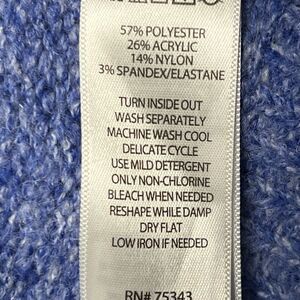 57% POLYESTER
26% ACRYLIC
14% NYLON
3% SPANDEX/ELASTANE
TURN INSIDE OUT
WASH SEPARATELY
MACHINE WASH COOL
DELICATE CYCLE
USE MILD DETERGENT
ONLY NON-CHLORINE
BLEACH WHEN NEEDED
RESHAPE WHILE DAMP
DRY FLAT
LOW IRON IF NEEDED
RN# 75343